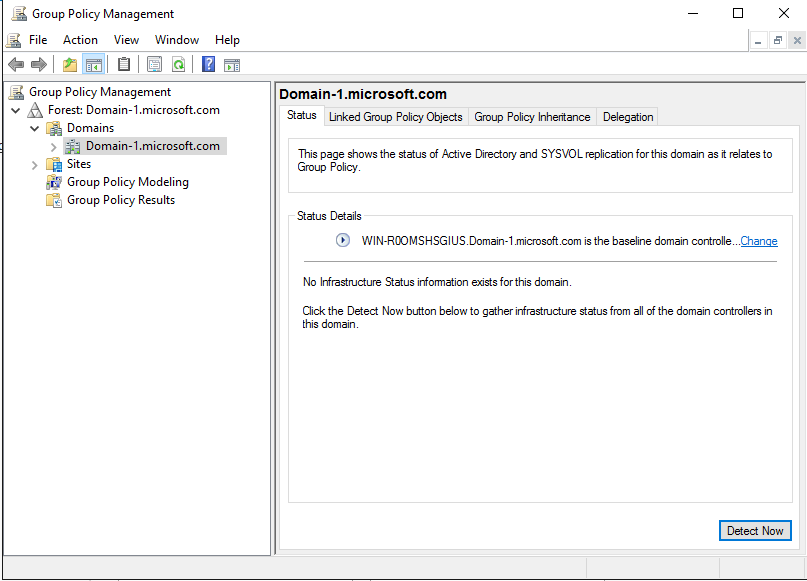 Group Policy Management
File Action View Window Help
Group Policy Management
Forest: Domain-1.microsoft.com
Domains
Domain-1.microsoft.com
Sites
Group Policy Modeling
Group Policy Results
Domain-1.microsoft.com
Status Linked Group Policy Objects Group Policy Inheritance Delegation
This page shows the status of Active Directory and SYSVOL replication for this domain as it relates to
Group Policy.
Status Details
WIN-R0OMSHSGIUS.Domain-1.microsoft.com is the baseline domain controlle...Change
No Infrastructure Status information exists for this domain.
Click the Detect Now button below to gather infrastructure status from all of the domain controllers in
this domain.
Detect Now